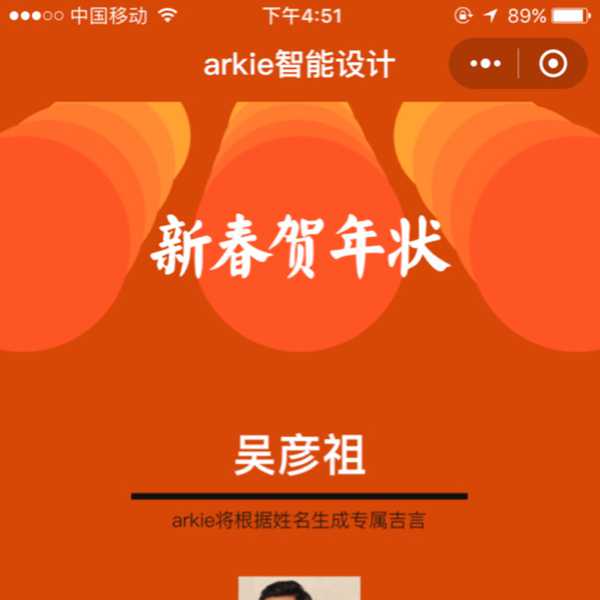 中国移动 下午4:51 89%
arkie智能设计
新春贺年状
吴彦祖
arkie将根据姓名生成专属吉言